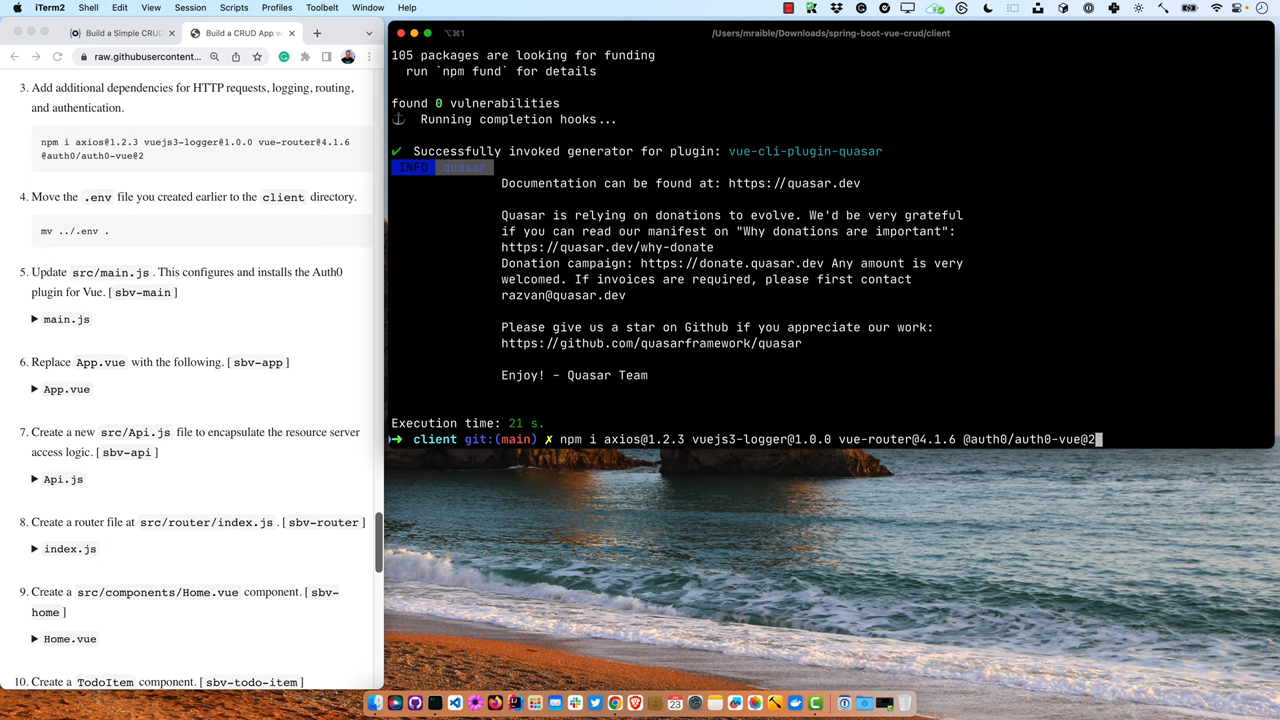 iTerm2 Shell Edit View Session Scripts Profiles Toolbelt Window Help
Build a Simple CRUD
Build a CRUD App w
raw.githubusercontent...
3. Add additional dependencies for HTTP requests, logging, routing,
and authentication.
npm i axios@1.2.3 vuejs3-logger@1.0.0 vue-router@4.1.6
@auth0/auth0-vue@2
4. Move the .env file you created earlier to the client directory.
mv ../.env .
5. Update src/main.js. This configures and installs the Auth0
plugin for Vue. [sbv-main]
▶ main.js
6. Replace App.vue with the following. [sbv-app]
▶ App.vue
7. Create a new src/Api.js file to encapsulate the resource server
access logic. [sbv-api]
▶ Api.js
8. Create a router file at src/router/index.js. [sbv-router]
▶ index.js
9. Create a src/components/Home.vue component. [sbv-
home]
▶ Home.vue
10. Create a TodoItem component. [sbv-todo-item]
⌥⌘1
/Users/mraible/Downloads/spring-boot-vue-crud/client
105 packages are looking for funding
run `npm fund` for details
found 0 vulnerabilities
⚓ Running completion hooks...
✔ Successfully invoked generator for plugin: vue-cli-plugin-quasar
INFO quasar
Documentation can be found at: https://quasar.dev
Quasar is relying on donations to evolve. We'd be very grateful
if you can read our manifest on "Why donations are important":
https://quasar.dev/why-donate
Donation campaign: https://donate.quasar.dev Any amount is very
welcomed. If invoices are required, please first contact
razvan@quasar.dev
Please give us a star on Github if you appreciate our work:
https://github.com/quasarframework/quasar
Enjoy! - Quasar Team
Execution time: 21 s.
➜ client git:(main) ✗ npm i axios@1.2.3 vuejs3-logger@1.0.0 vue-router@4.1.6 @auth0/auth0-vue@2
23